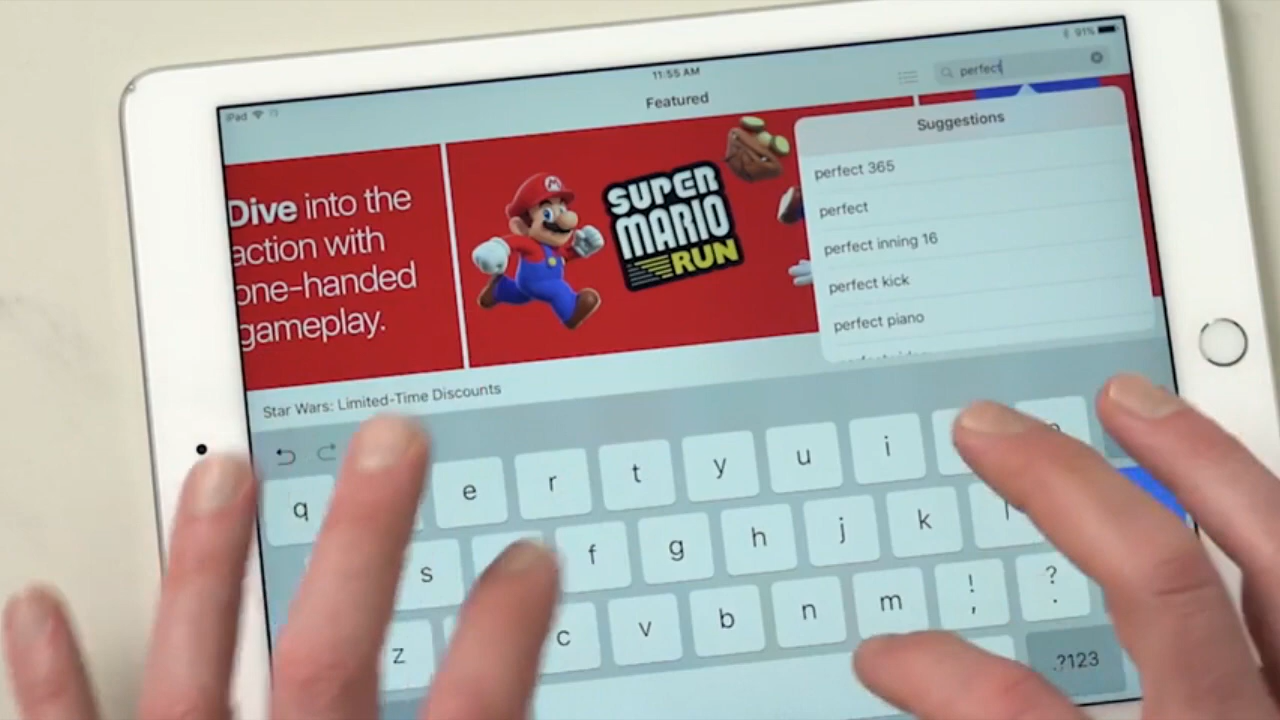 iPad
11:55 AM
91%
Featured
perfect
Suggestions
perfect 365
perfect
perfect inning 16
perfect kick
perfect piano
Dive into the
action with
one-handed
gameplay.
M
SUPER
MARIO
RUN
Star Wars: Limited-Time Discounts
q e r t y u i
s f g h j k
z c v b n m ! , ? .
.?123